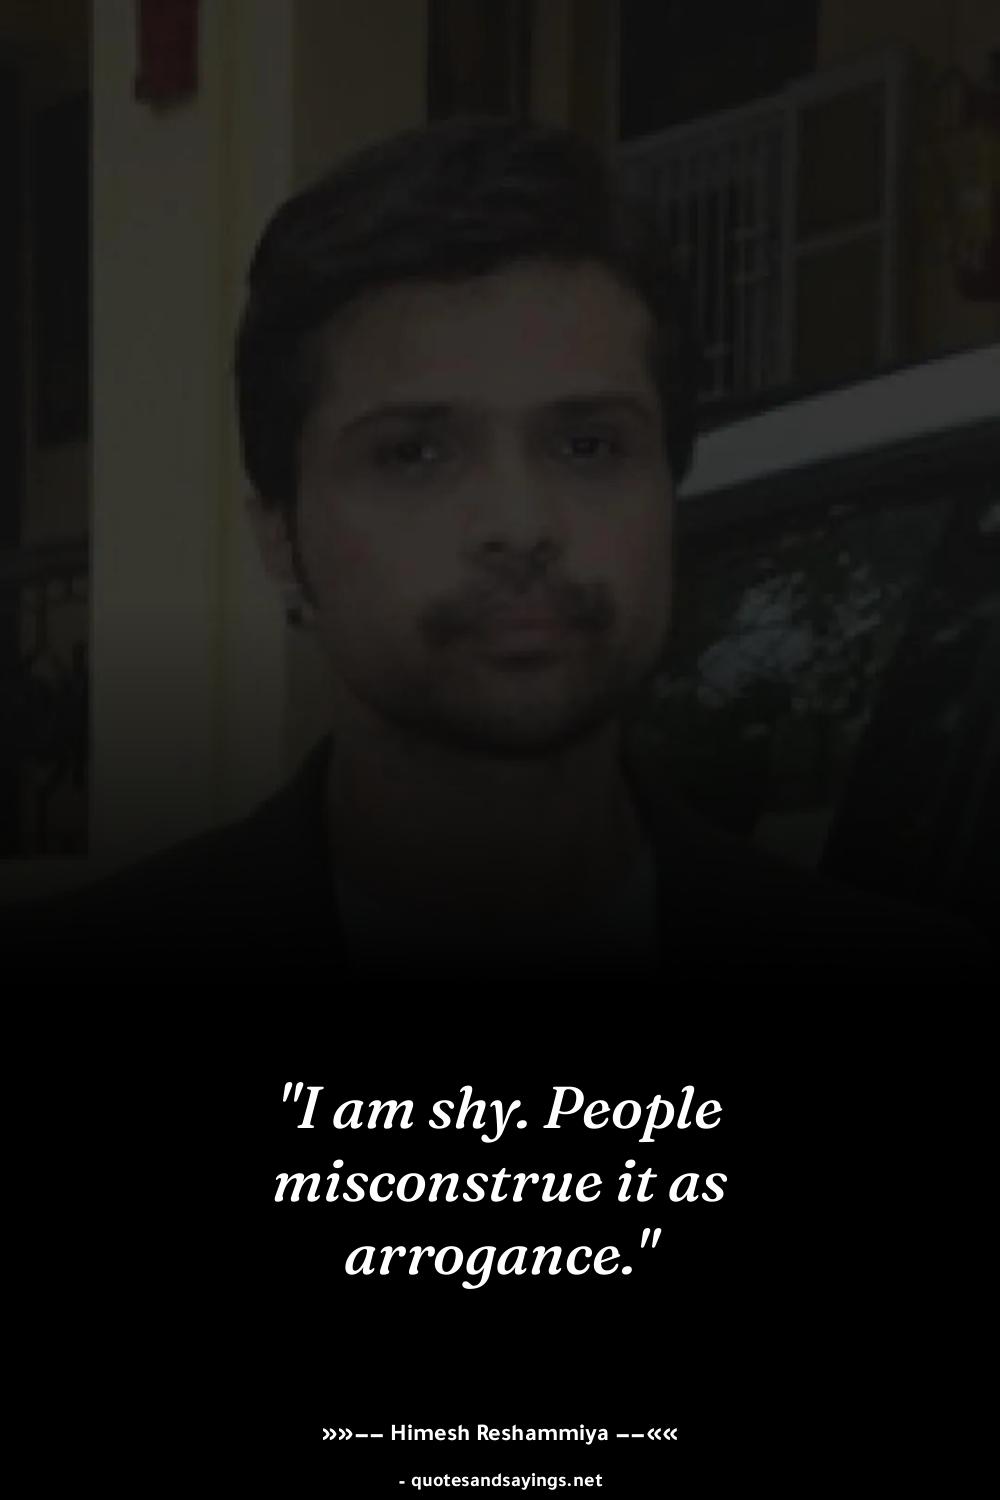 "I am shy. People
misconstrue it as
arrogance."
»»–– Himesh Reshammiya ––««
- quotesandsayings.net